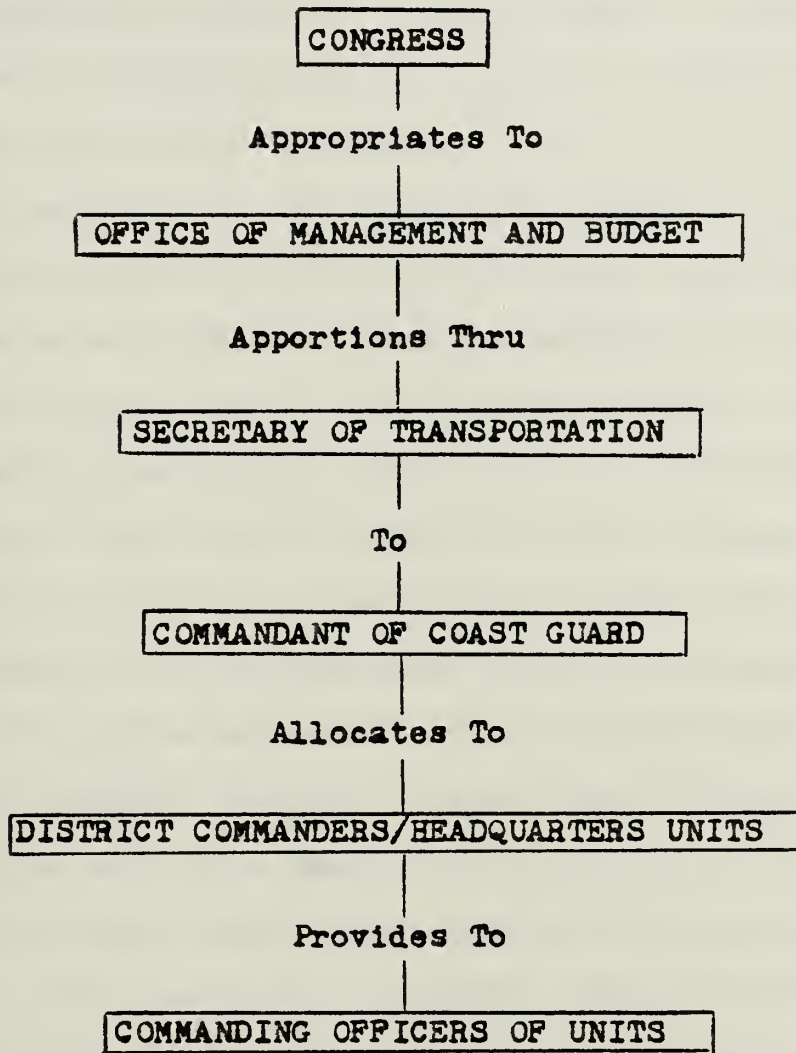 CONGRESS
Appropriates To
OFFICE OF MANAGEMENT AND BUDGET
Apportions Thru
SECRETARY OF TRANSPORTATION
To
COMMANDANT OF COAST GUARD
Allocates To
DISTRICT COMMANDERS/HEADQUARTERS UNITS
Provides To
COMMANDING OFFICERS OF UNITS